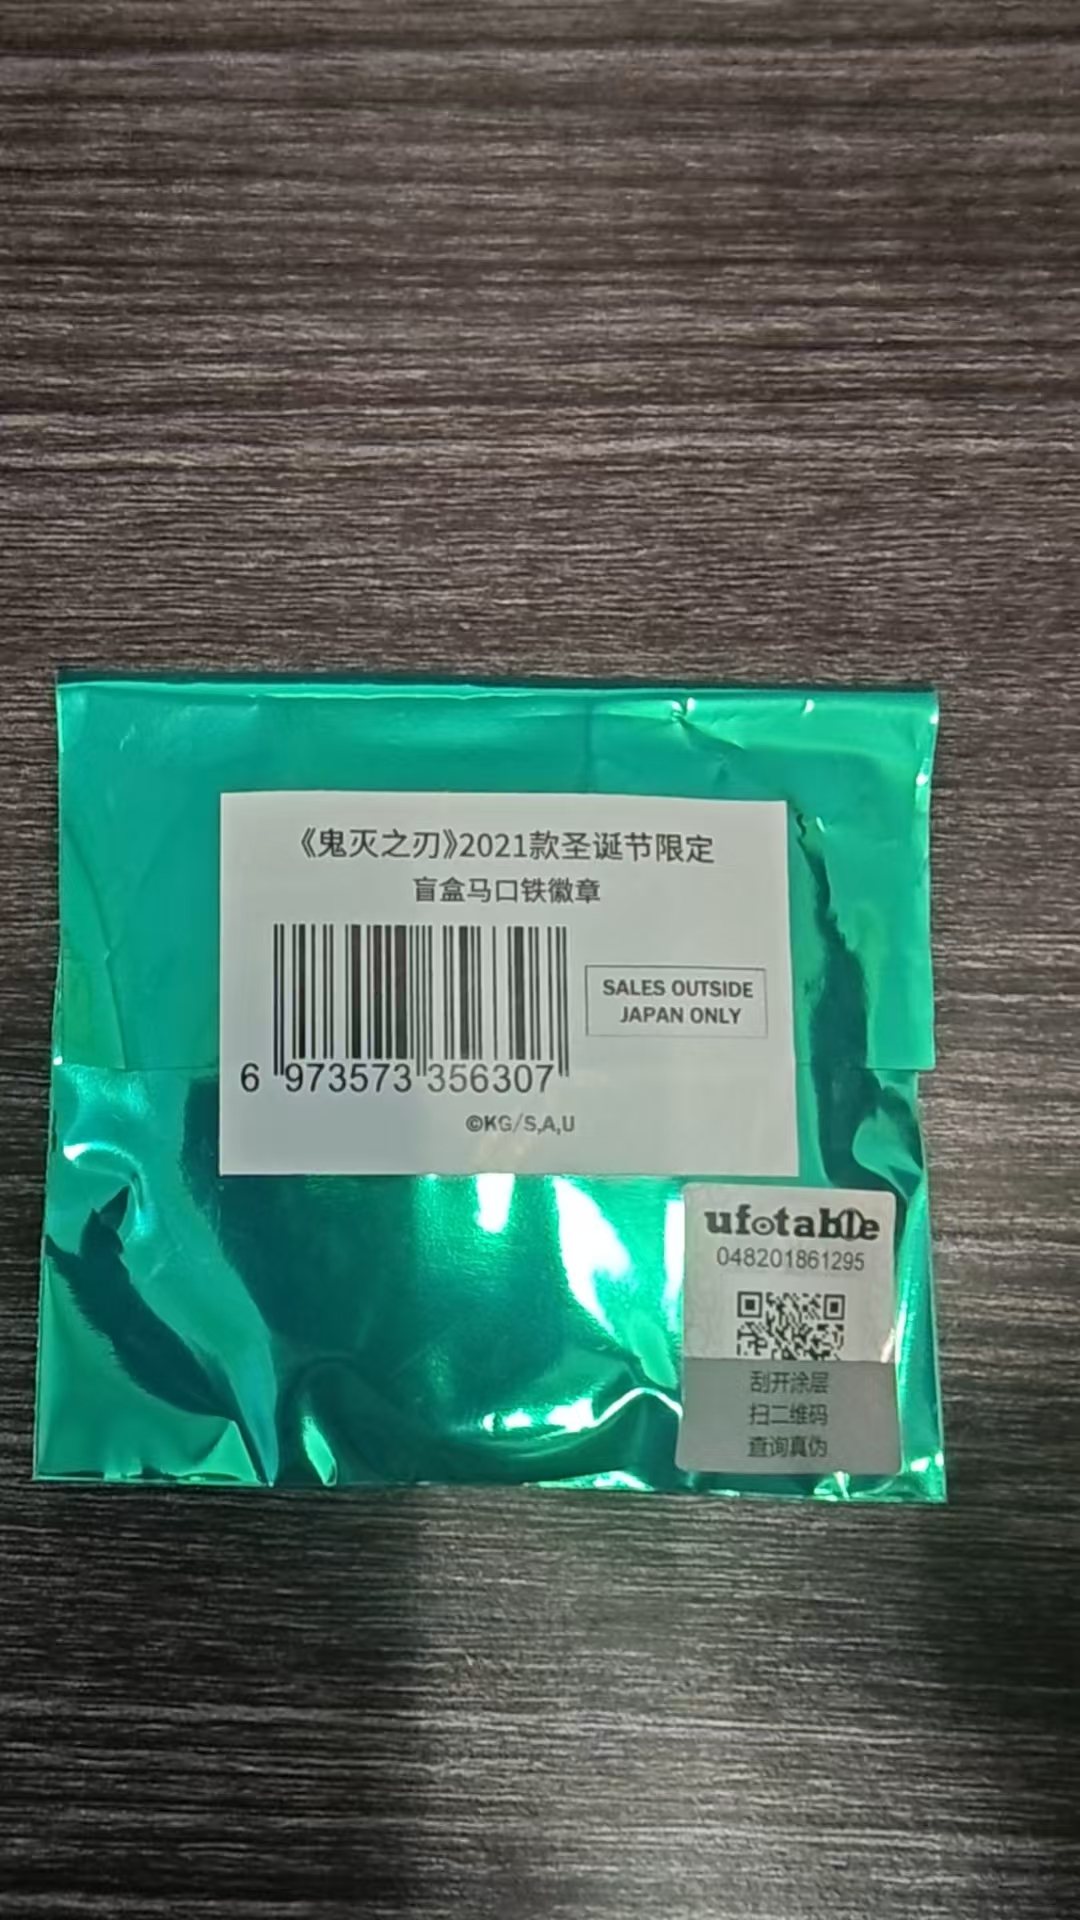 《鬼灭之刃》2021款圣诞节限定
盲盒马口铁徽章
SALES OUTSIDE
JAPAN ONLY
6 973573 356307
©KG/S,A,U
ufotable
048201861295
刮开涂层
扫二维码
查询真伪